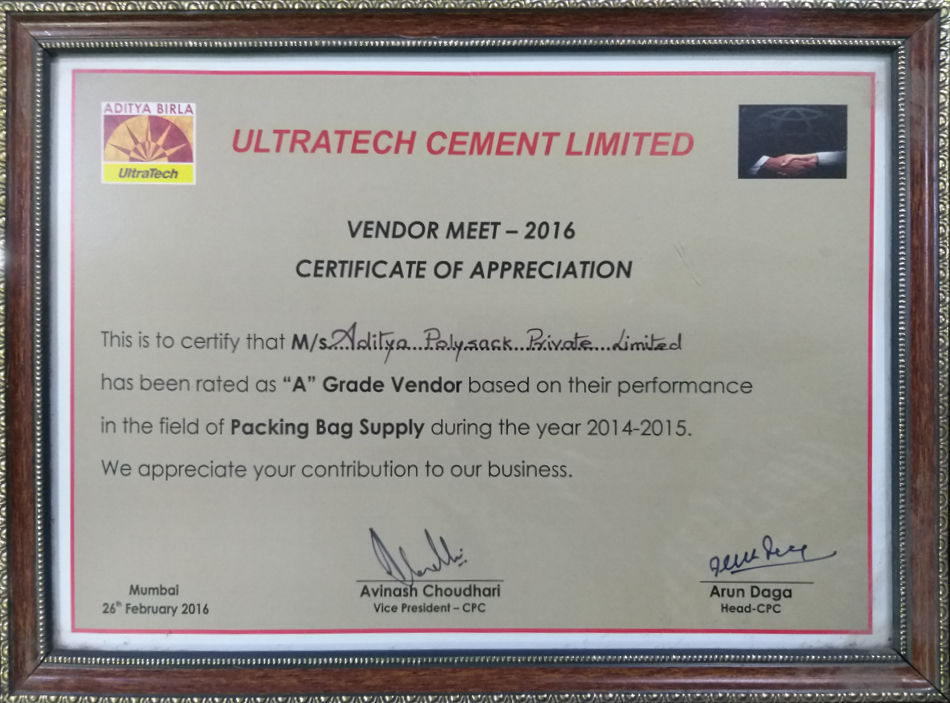 ADITYA BIRLA
UltraTech
ULTRATECH CEMENT LIMITED
VENDOR MEET – 2016
CERTIFICATE OF APPRECIATION
This is to certify that M/s. Aditya Polysack Private Limited
has been rated as “A” Grade Vendor based on their performance
in the field of Packing Bag Supply during the year 2014-2015.
We appreciate your contribution to our business.
Mumbai
26th February 2016
Avinash Choudhari
Vice President – CPC
Arun Daga
Head-CPC